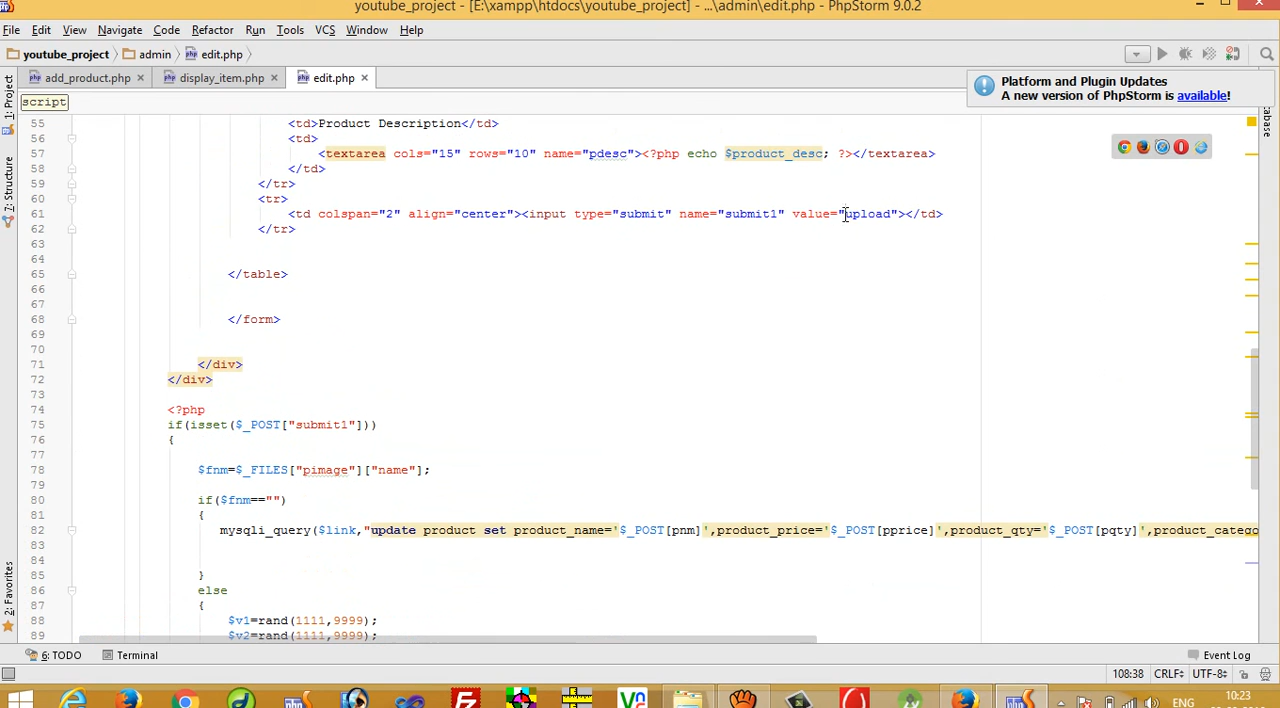 youtube_project - [E:\xampp\htdocs\youtube_project] - ...\admin\edit.php - PhpStorm 9.0.2
File Edit View Navigate Code Refactor Run Tools VCS Window Help
youtube_project admin edit.php
add_product.php display_item.php edit.php
Platform and Plugin Updates
A new version of PhpStorm is available!
script
1: Project
7: Structure
2: Favorites
55 <td>Product Description</td>
56 <td>
57 <textarea cols="15" rows="10" name="pdesc"><?php echo $product_desc; ?></textarea>
58 </td>
59 </tr>
60 <tr>
61 <td colspan="2" align="center"><input type="submit" name="submit1" value="upload"></td>
62 </tr>
63
64
65 </table>
66
67
68 </form>
69
70
71 </div>
72 </div>
73
74 <?php
75 if(isset($_POST["submit1"]))
76 {
77
78 $fnm=$_FILES["pimage"]["name"];
79
80 if($fnm=="")
81 {
82 mysqli_query($link,"update product set product_name='$_POST[pnm]',product_price='$_POST[pprice]',product_qty='$_POST[pqty]',product_catego
83
84
85 }
86 else
87 {
88 $v1=rand(1111,9999);
89 $v2=rand(1111,9999);
6: TODO Terminal Event Log
108:38 CRLF÷ UTF-8÷
ENG 10:23